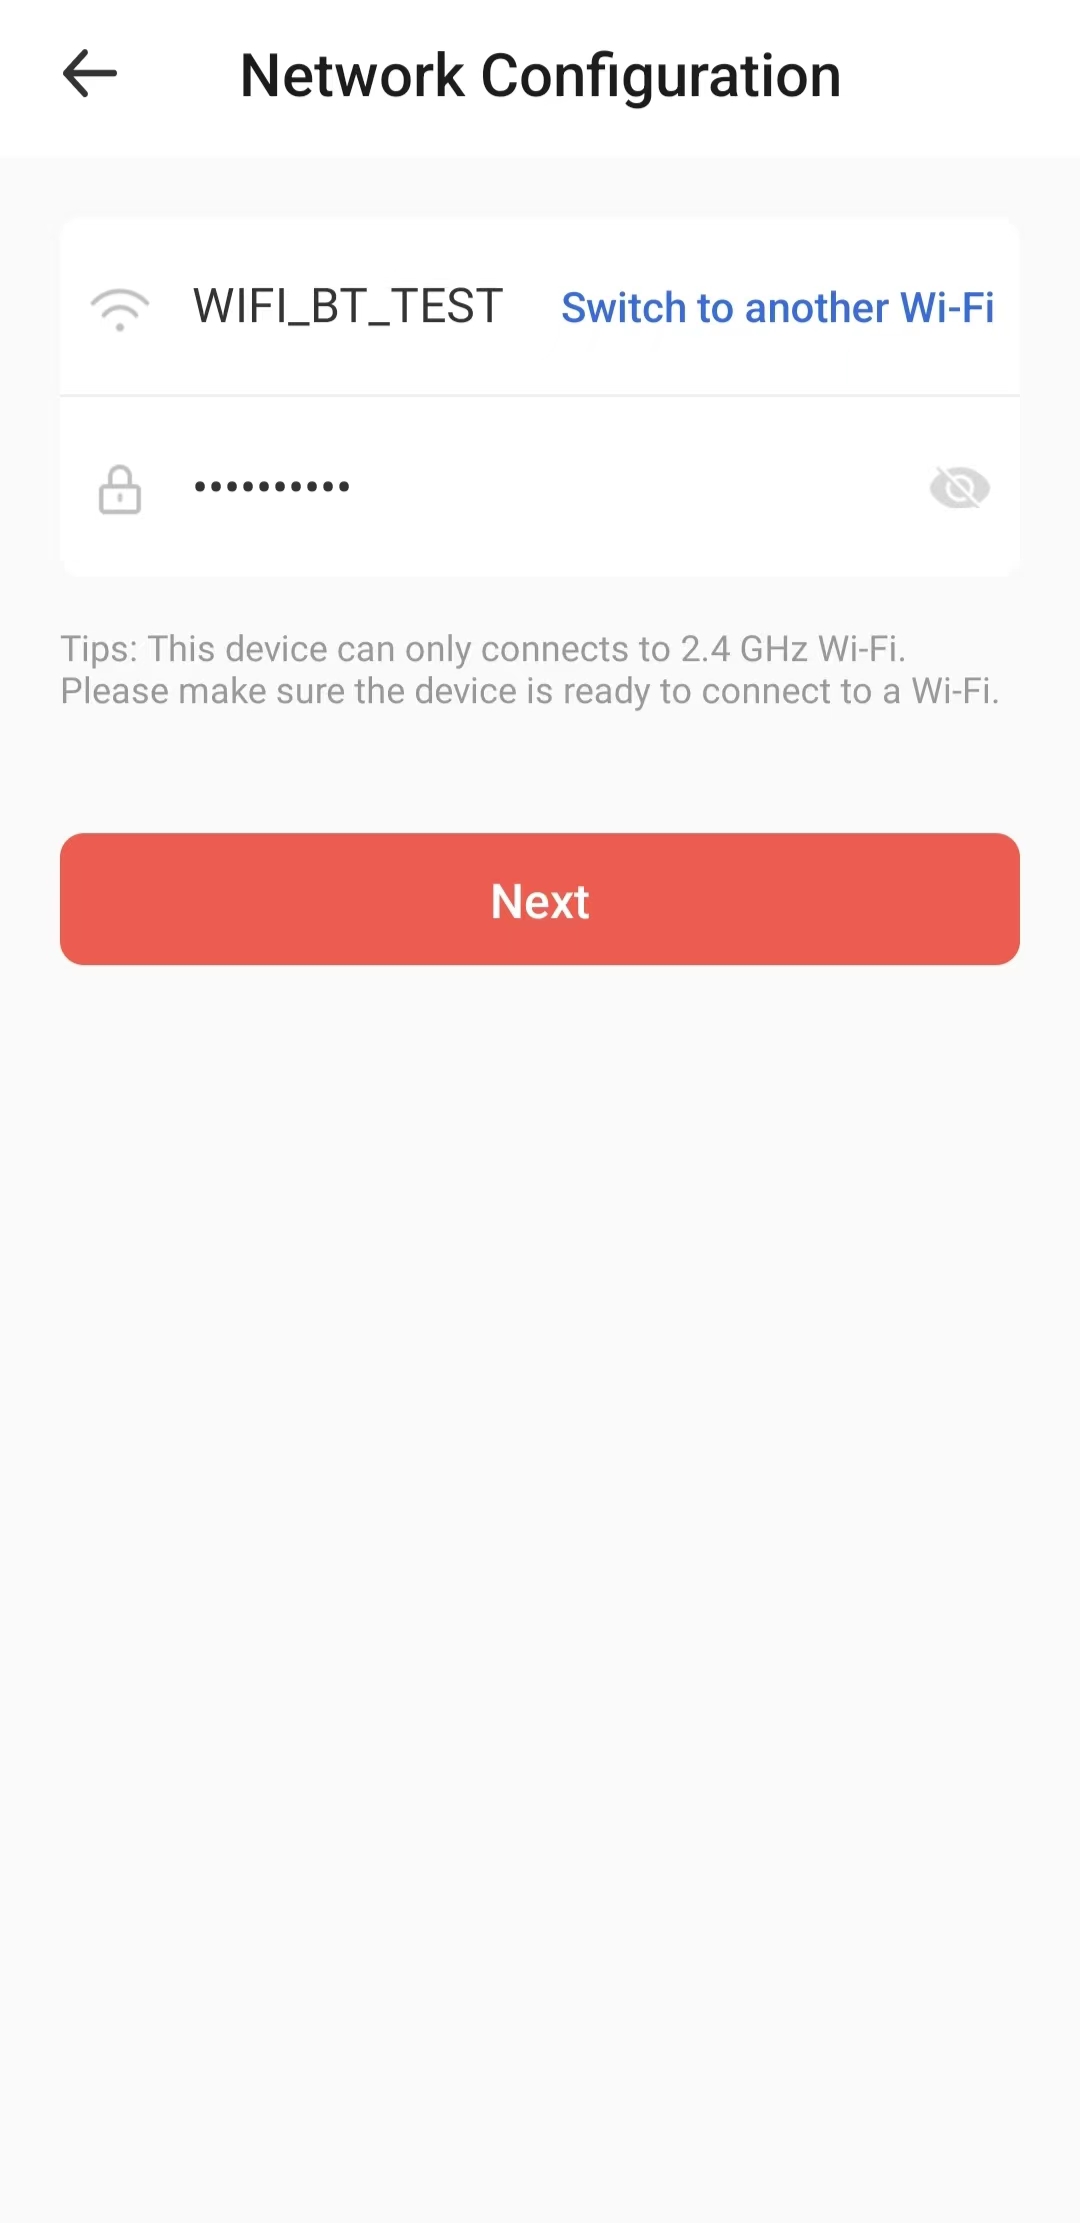 Network Configuration
WIFI_BT_TEST Switch to another Wi-Fi
••••••••••
Tips: This device can only connects to 2.4 GHz Wi-Fi.
Please make sure the device is ready to connect to a Wi-Fi.
Next